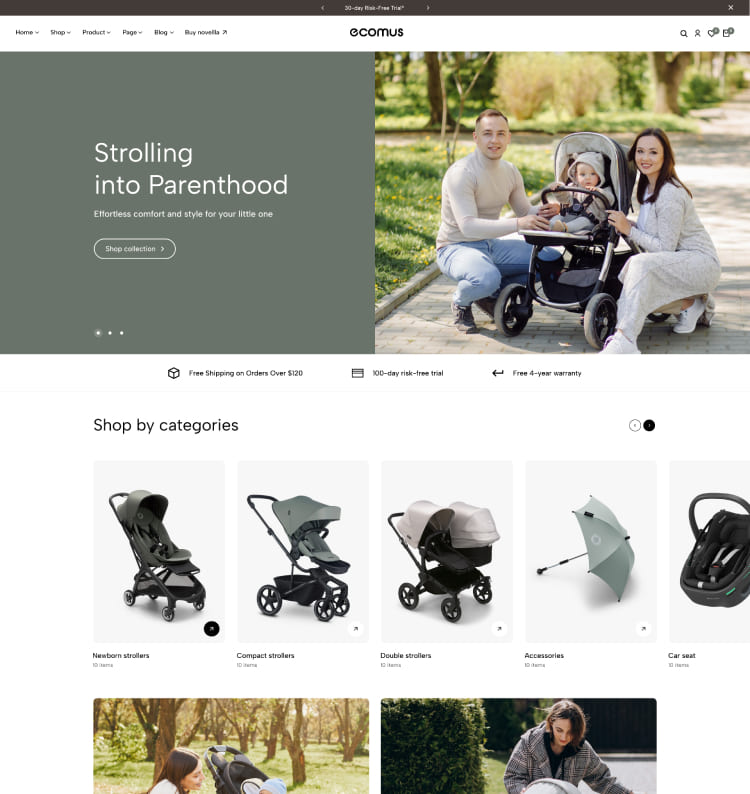 30-day Risk-Free Trial*
Home Shop Product Page Blog Buy novella
ecomus
0 0
Strolling
into Parenthood
Effortless comfort and style for your little one
Shop collection
Free Shipping on Orders Over $120
100-day risk-free trial
Free 4-year warranty
Shop by categories
Newborn strollers
10 items
Compact strollers
10 items
Double strollers
10 items
Accessories
10 items
Car seat
10 items